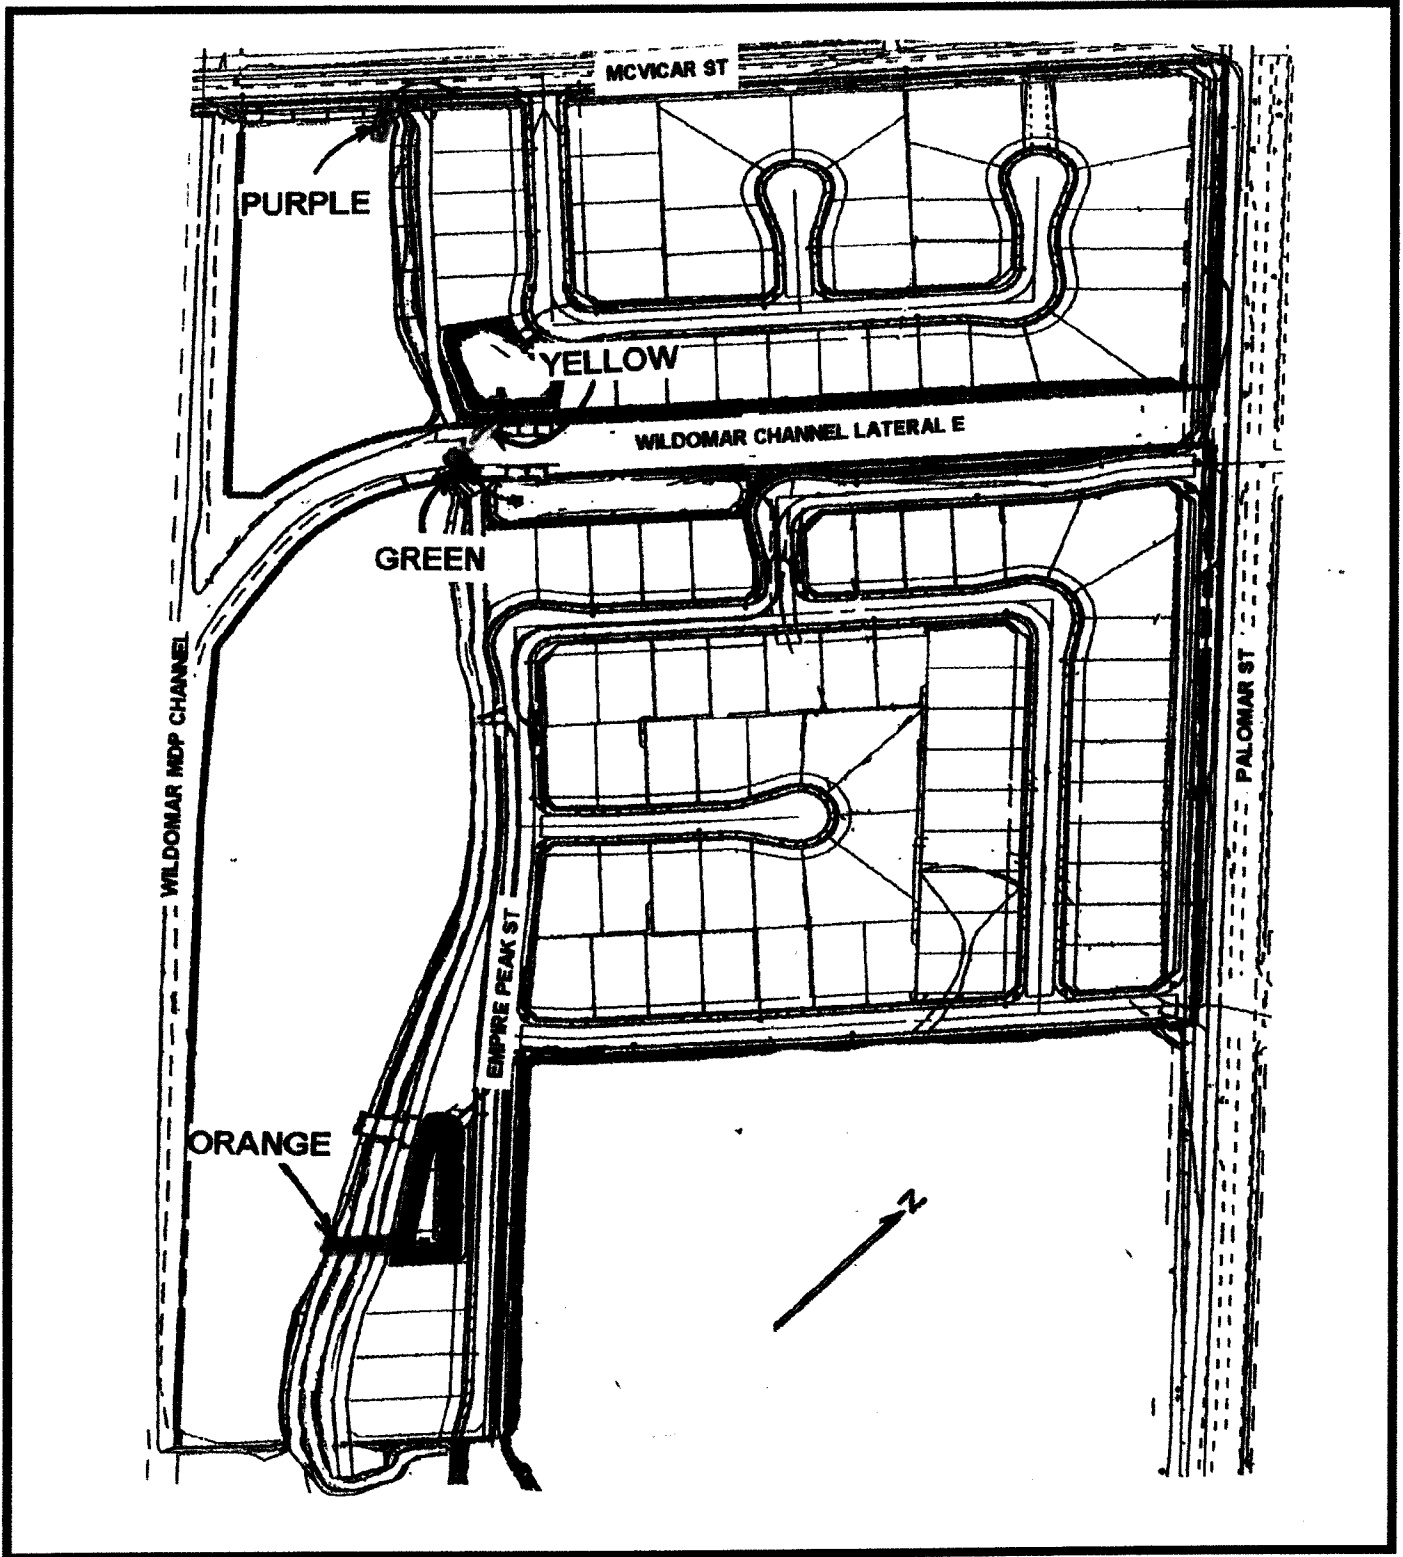 MCVICAR ST
PURPLE
YELLOW
WILDOMAR CHANNEL LATERAL E
GREEN
WILDOMAR MDP CHANNEL
PALOMAR ST
EMPIRE PEAK ST
ORANGE
N